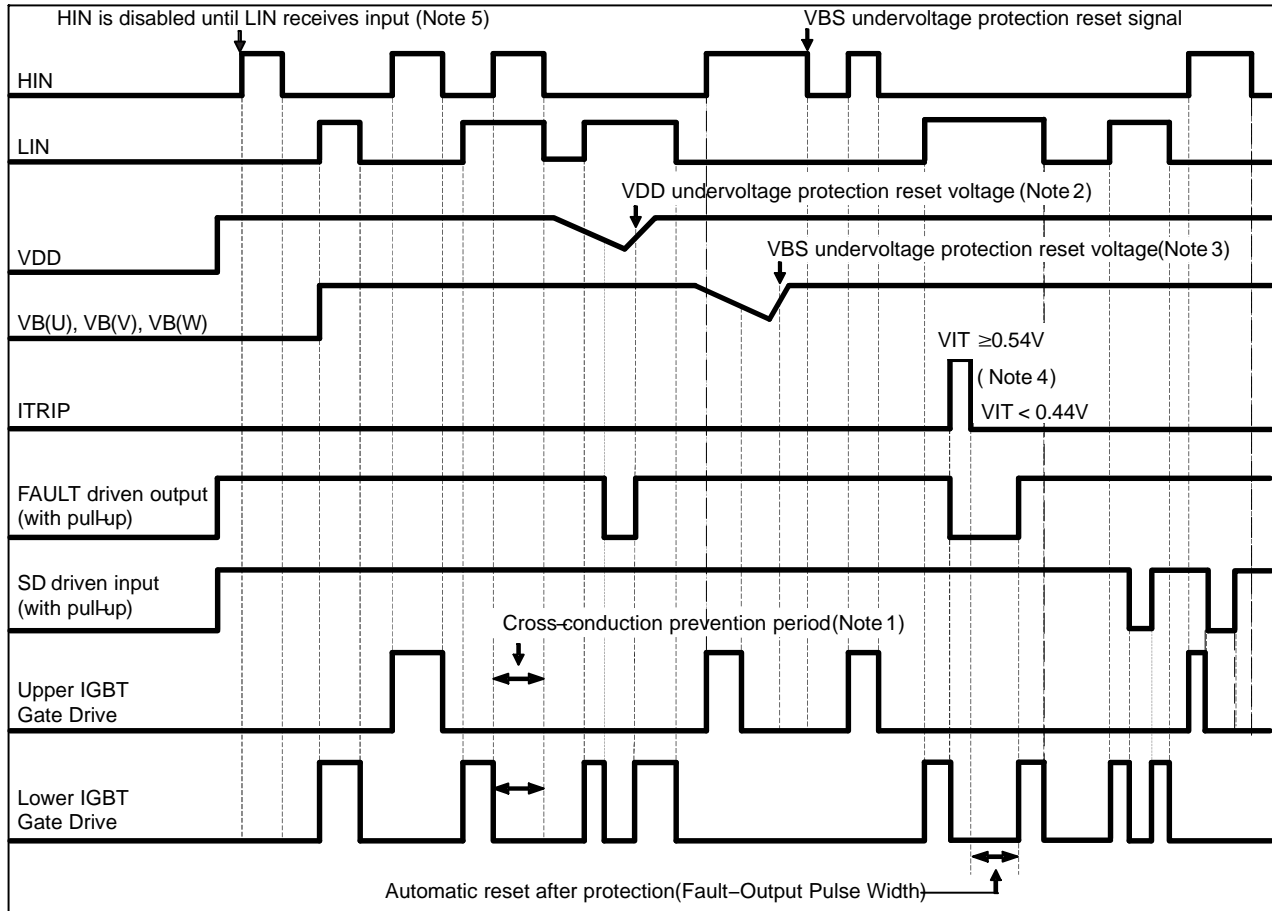 HIN is disabled until LIN receives input (Note 5)
VBS undervoltage protection reset signal
HIN
LIN
VDD undervoltage protection reset voltage (Note 2)
VDD
VBS undervoltage protection reset voltage(Note 3)
VB(U), VB(V), VB(W)
VIT ≥0.54V
( Note 4)
VIT < 0.44V
ITRIP
FAULT driven output
(with pull-up)
SD driven input
(with pull-up)
Cross-conduction prevention period(Note 1)
Upper IGBT
Gate Drive
Lower IGBT
Gate Drive
Automatic reset after protection(Fault-Output Pulse Width)